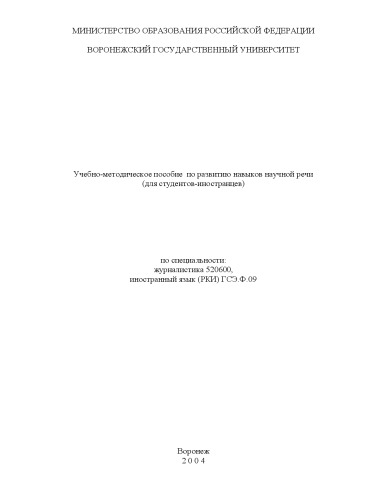 МИНИСТЕРСТВО ОБРАЗОВАНИЯ РОССИЙСКОЙ ФЕДЕРАЦИИ
ВОРОНЕЖСКИЙ ГОСУДАРСТВЕННЫЙ УНИВЕРСИТЕТ
Учебно-методическое пособие по развитию навыков научной речи
(для студентов-иностранцев)
по специальности:
журналистика 520600,
иностранный язык (РКИ) ГСЭ.Ф.09
Воронеж
2 0 0 4